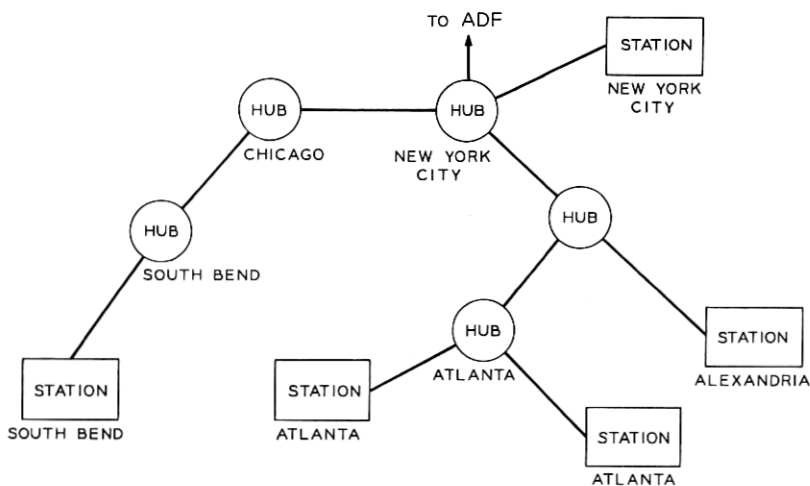 TO ADF
STATION
NEW YORK
CITY
HUB
CHICAGO
HUB
NEW YORK
CITY
HUB
SOUTH BEND
HUB
STATION
SOUTH BEND
HUB
ATLANTA
STATION
ATLANTA
STATION
ATLANTA
STATION
ALEXANDRIA